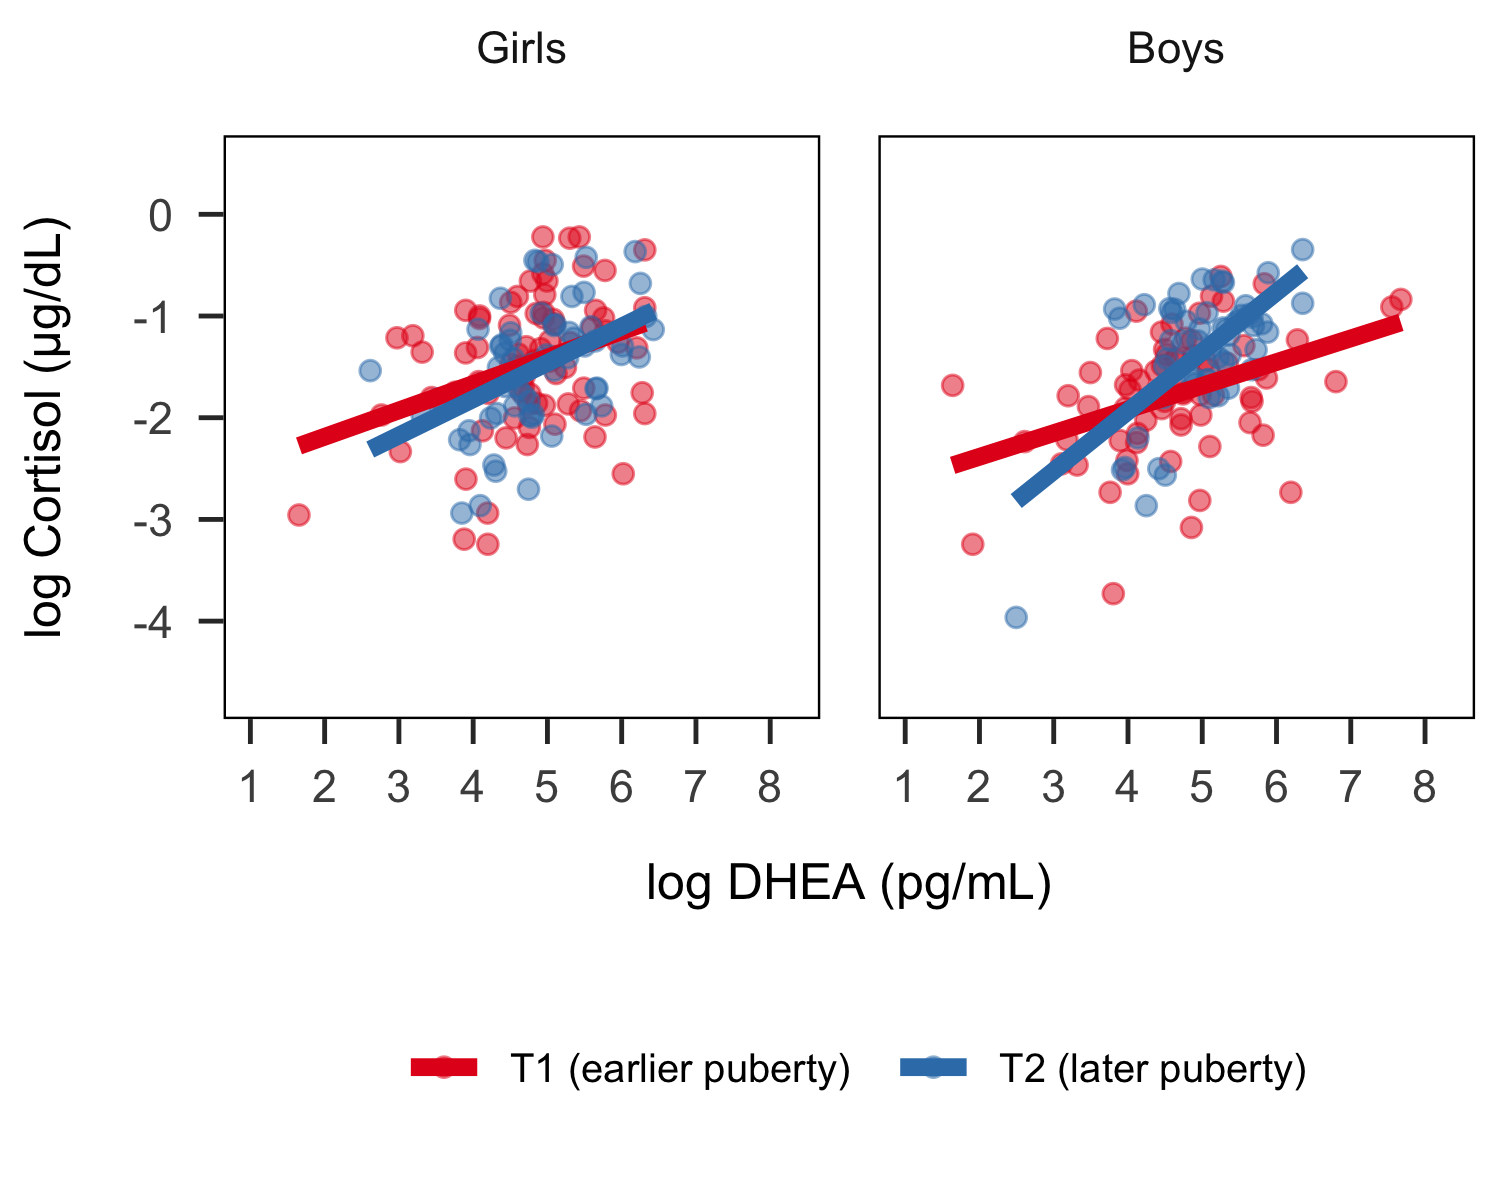 Girls Boys
log Cortisol (µg/dL)
0
-1
-2
-3
-4
1 2 3 4 5 6 7 8 1 2 3 4 5 6 7 8
log DHEA (pg/mL)
T1 (earlier puberty) T2 (later puberty)